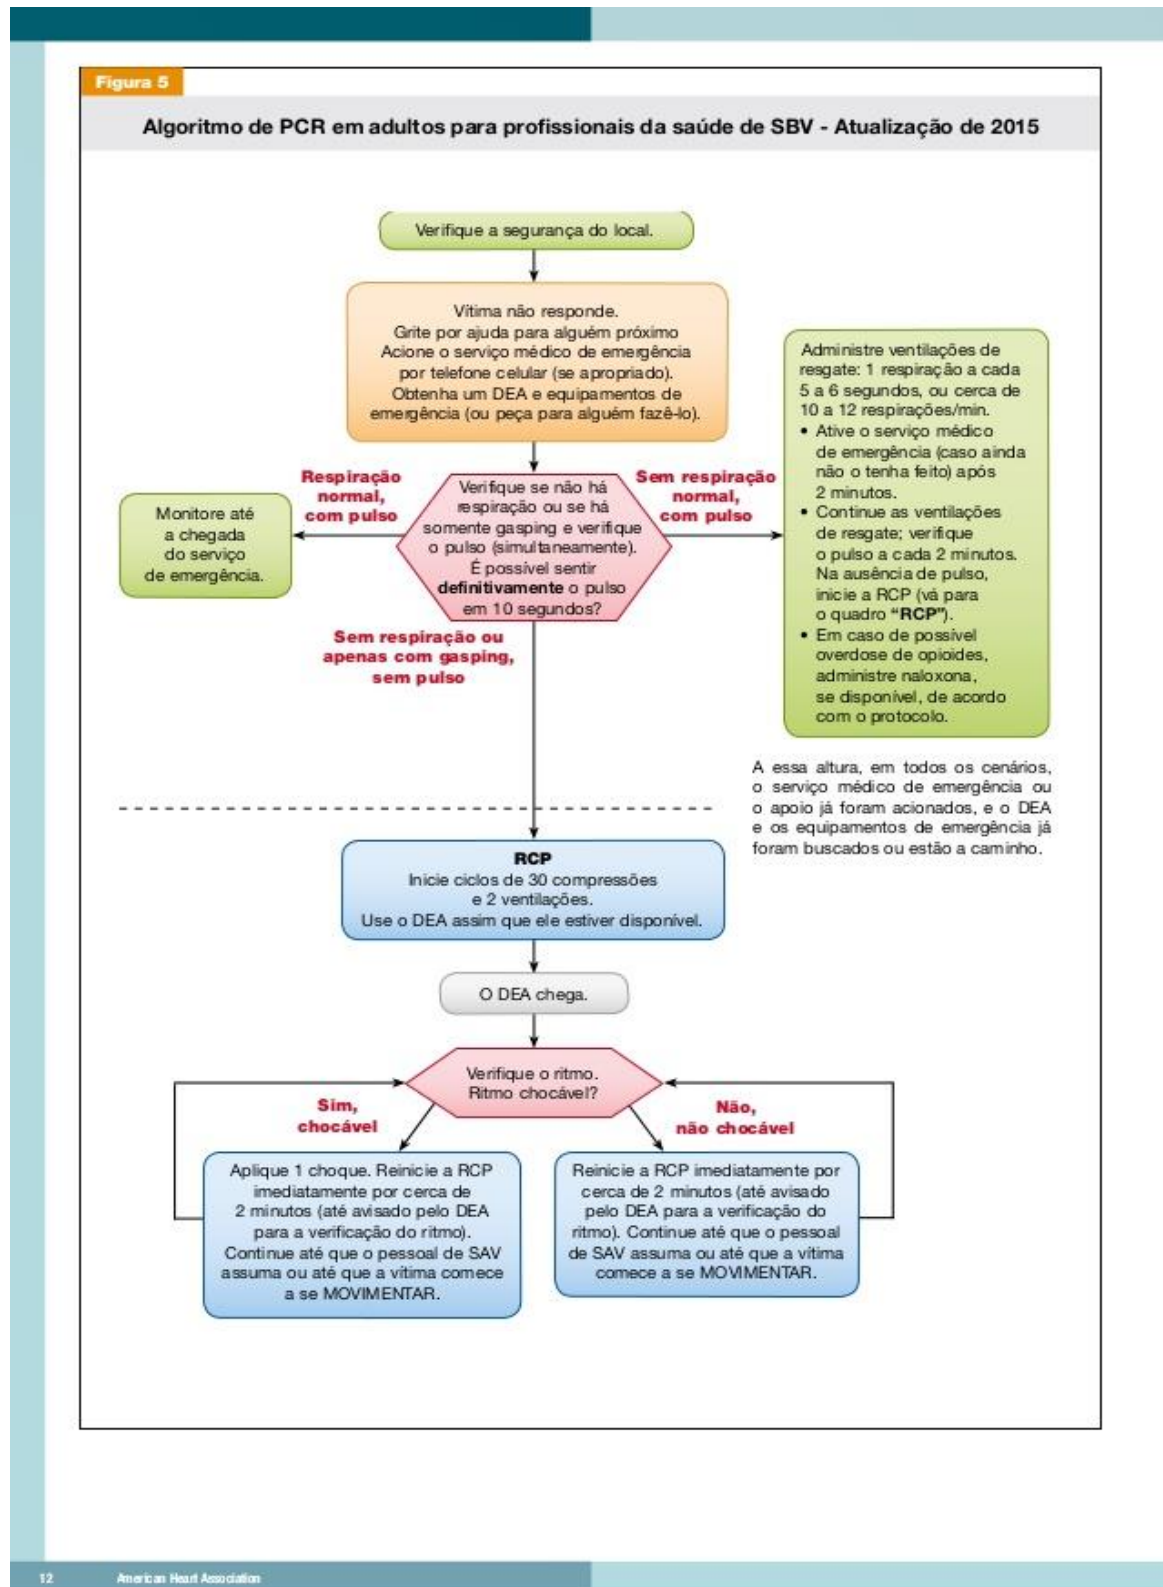 Figura 5
Algoritmo de PCR em adultos para profissionais da saúde de SBV - Atualização de 2015
Verifique a segurança do local.
Vítima não responde.
Grite por ajuda para alguém próximo
Acione o serviço médico de emergência
por telefone celular (se apropriado).
Obtenha um DEA e equipamentos de
emergência (ou peça para alguém fazê-lo).
Respiração
normal,
com pulso
Monitore até
a chegada
do serviço
de emergência.
Verifique se não há
respiração ou se há
somente gasping e verifique
o pulso (simultaneamente).
É possível sentir
definitivamente o pulso
em 10 segundos?
Sem respiração
normal,
com pulso
Administre ventilações de
resgate: 1 respiração a cada
5 a 6 segundos, ou cerca de
10 a 12 respirações/min.
• Ative o serviço médico
de emergência (caso ainda
não o tenha feito) após
2 minutos.
• Continue as ventilações
de resgate; verifique
o pulso a cada 2 minutos.
Na ausência de pulso,
inicie a RCP (vá para
o quadro “RCP”).
• Em caso de possível
overdose de opioides,
administre naloxona,
se disponível, de acordo
com o protocolo.
Sem respiração ou
apenas com gasping,
sem pulso
A essa altura, em todos os cenários,
o serviço médico de emergência ou
o apoio já foram acionados, e o DEA
e os equipamentos de emergência já
foram buscados ou estão a caminho.
RCP
Inicie ciclos de 30 compressões
e 2 ventilações.
Use o DEA assim que ele estiver disponível.
O DEA chega.
Verifique o ritmo.
Ritmo chocável?
Sim,
chocável
Não,
não chocável
Aplique 1 choque. Reinicie a RCP
imediatamente por cerca de
2 minutos (até avisado pelo DEA
para a verificação do ritmo).
Continue até que o pessoal de SAV
assuma ou até que a vítima comece
a se MOVIMENTAR.
Reinicie a RCP imediatamente por
cerca de 2 minutos (até avisado
pelo DEA para a verificação do
ritmo). Continue até que o pessoal
de SAV assuma ou até que a vítima
comece a se MOVIMENTAR.
12 American Heart Association